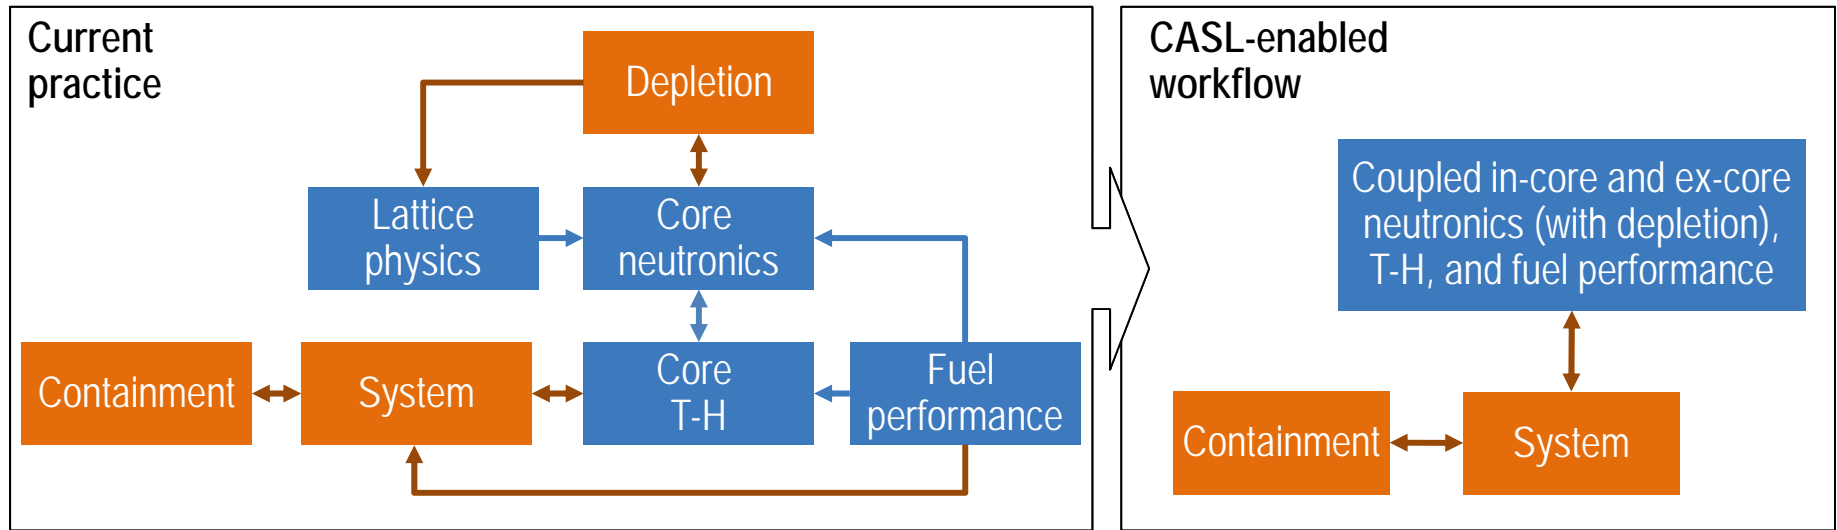 Current
practice
Depletion
Lattice
physics
Core
neutronics
Containment
System
Core
T-H
Fuel
performance
CASL-enabled
workflow
Coupled in-core and ex-core
neutronics (with depletion),
T-H, and fuel performance
Containment
System